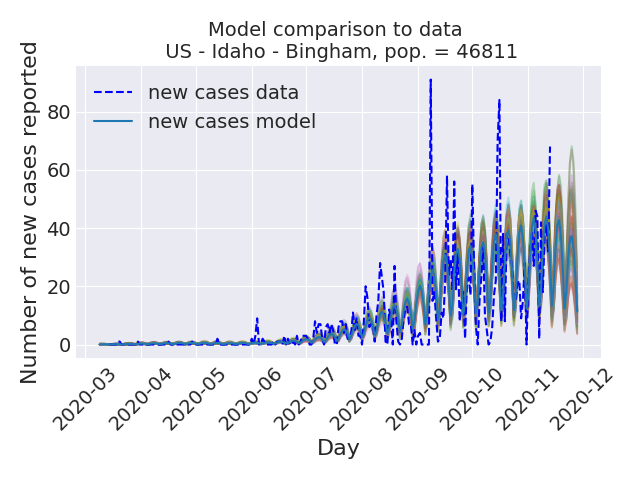 Model comparison to data
US - Idaho - Bingham, pop. = 46811
Number of new cases reported
80
60
40
20
0
new cases data
new cases model
2020-03
2020-04
2020-05
2020-06
2020-07
2020-08
2020-09
2020-10
2020-11
2020-12
Day